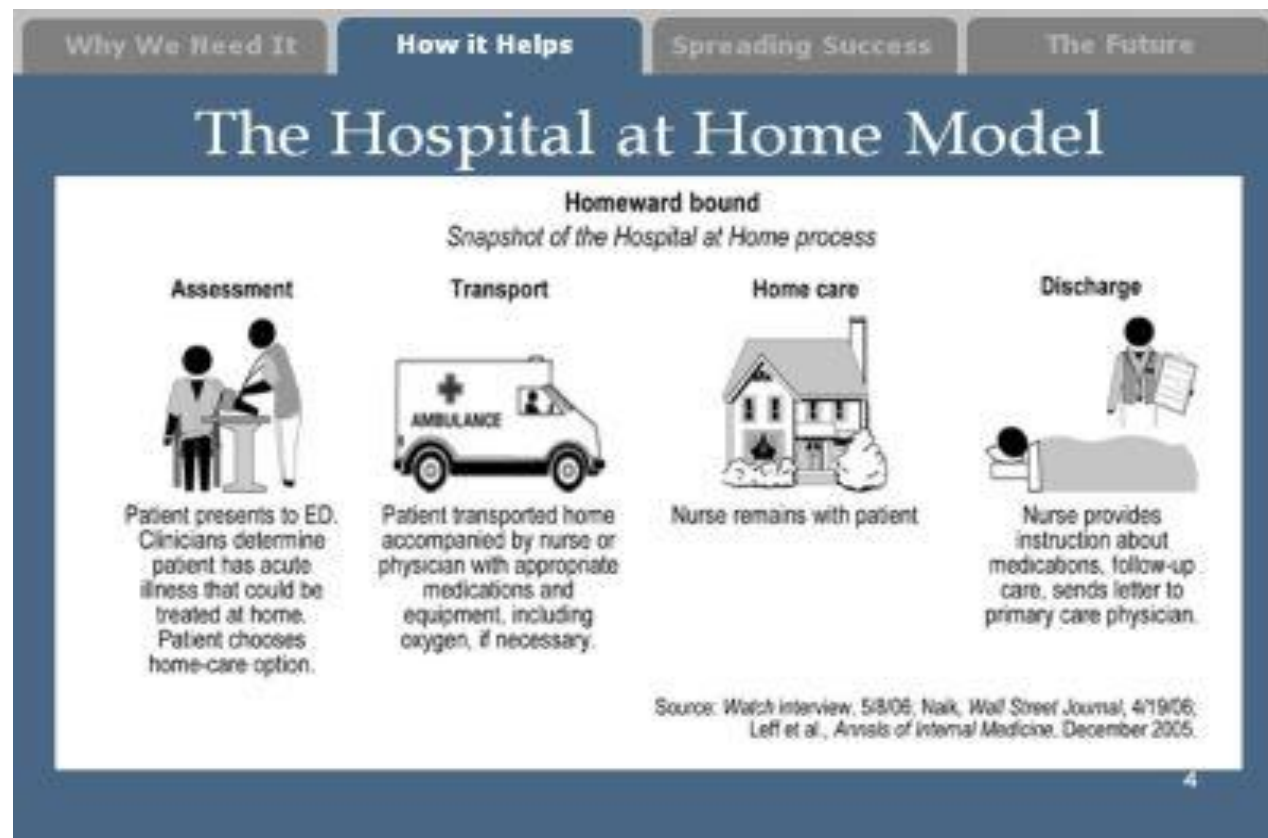 Why We Need It
How it Helps
Spreading Success
The Future
The Hospital at Home Model
Homeward bound
Snapshot of the Hospital at Home process
Assessment
Patient presents to ED.
Clinicians determine
patient has acute
illness that could be
treated at home.
Patient chooses
home-care option.
Transport
AMBULANCE
Patient transported home
accompanied by nurse or
physician with appropriate
medications and
equipment, including
oxygen, if necessary.
Home care
Nurse remains with patient
Discharge
Nurse provides
instruction about
medications, follow-up
care, sends letter to
primary care physician.
Source: Watch interview, 5/8/06; Naik, Wall Street Journal, 4/19/06;
Leff et al., Annals of Internal Medicine, December 2005.
4